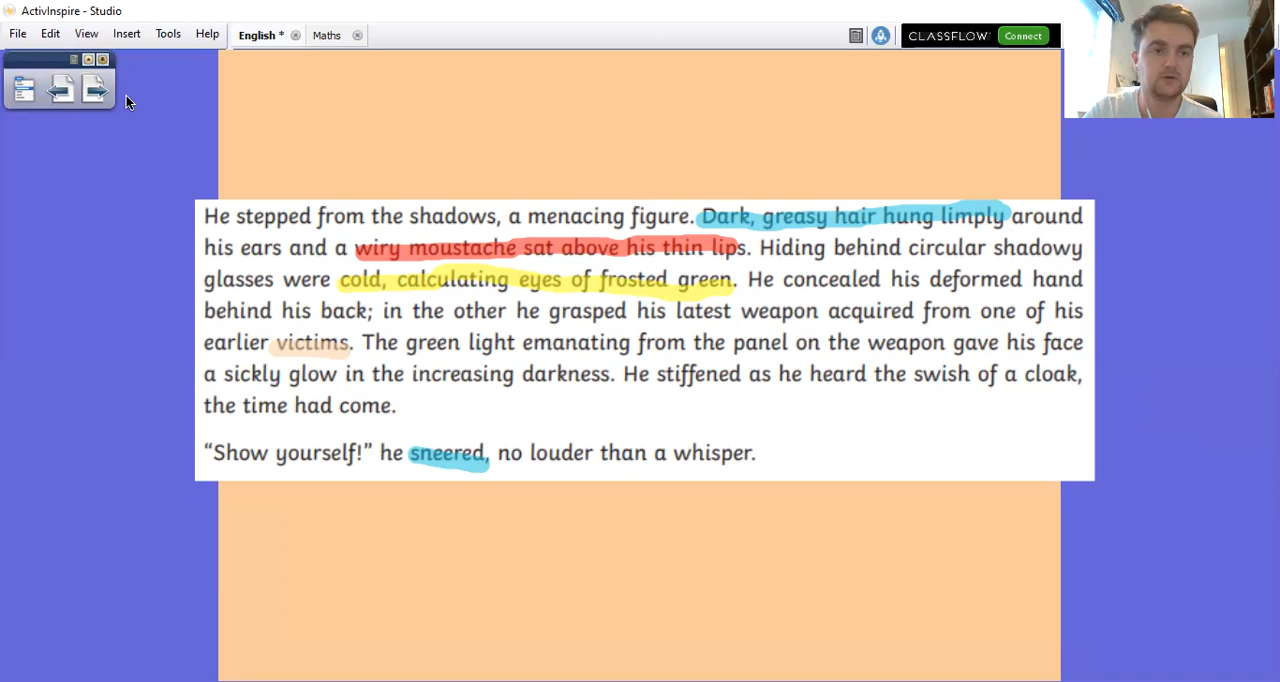 ActivInspire - Studio
File Edit View Insert Tools Help English * Maths CLASSFLOW Connect
He stepped from the shadows, a menacing figure. Dark, greasy hair hung limply around
his ears and a wiry moustache sat above his thin lips. Hiding behind circular shadowy
glasses were cold, calculating eyes of frosted green. He concealed his deformed hand
behind his back; in the other he grasped his latest weapon acquired from one of his
earlier victims. The green light emanating from the panel on the weapon gave his face
a sickly glow in the increasing darkness. He stiffened as he heard the swish of a cloak,
the time had come.
“Show yourself!” he sneered, no louder than a whisper.